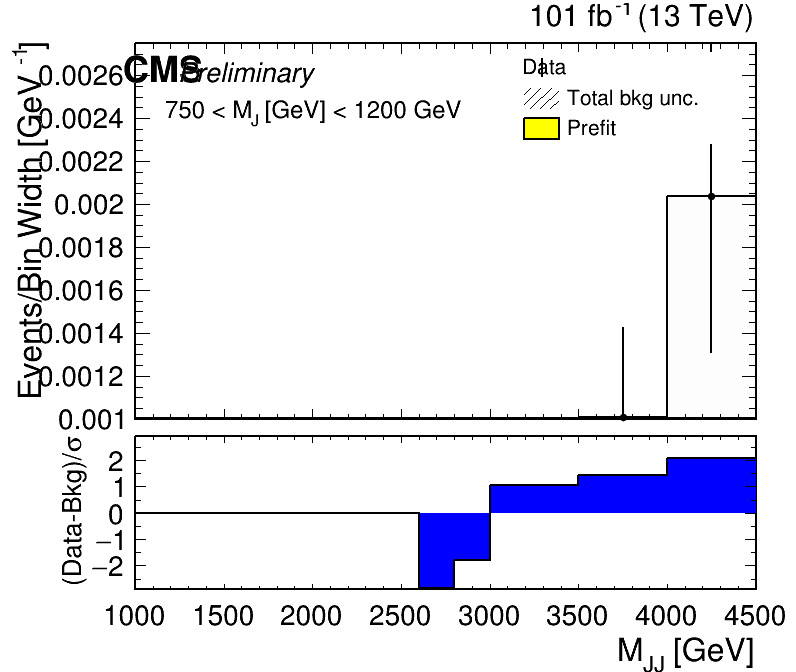 101 fb⁻¹ (13 TeV)
CMS Preliminary
750 < M_J [GeV] < 1200 GeV
Data
Total bkg unc.
Prefit
Events/Bin Width [GeV⁻¹]
0.0026
0.0024
0.0022
0.002
0.0018
0.0016
0.0014
0.0012
0.001
(Data-Bkg)/σ
2
1
0
−1
−2
1000 1500 2000 2500 3000 3500 4000 4500
M_JJ [GeV]